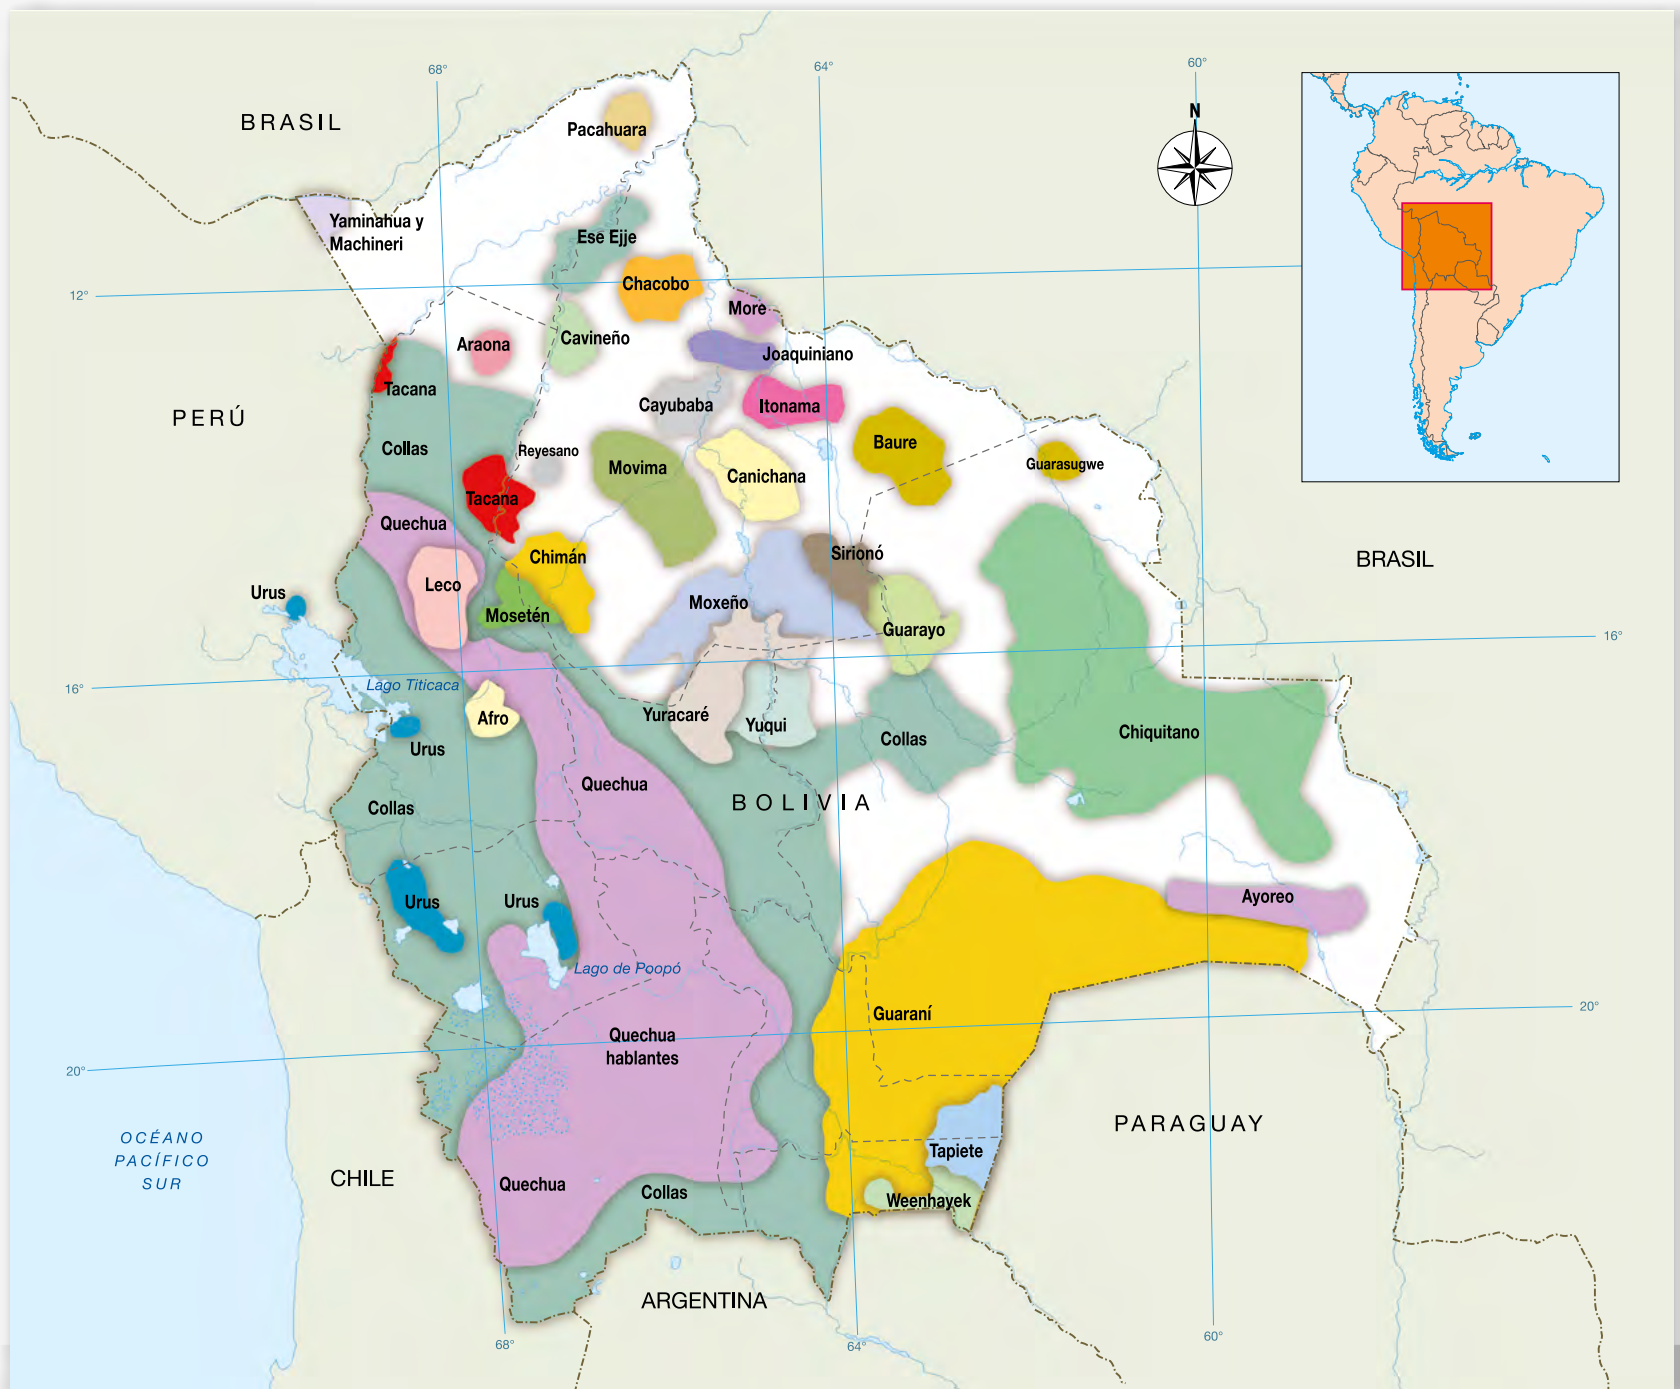 68°
64°
60°
N
BRASIL
Pacahuara
Yaminahua y
Machineri
Ese Ejje
Chacobo
12°
More
Cavineño
Araona
Joaquiniano
Tacana
Cayubaba
Itonama
PERÚ
Collas
Reyesano
Baure
Movima
Canichana
Guarasugwe
Tacana
Quechua
Chimán
Sirionó
BRASIL
Leco
Urus
Mosetén
Moxeño
Guarayo
16°
16°
Lago Titicaca
Afro
Yuracaré
Yuqui
Urus
Collas
Chiquitano
Quechua
BOLIVIA
Collas
Urus
Urus
Ayoreo
Lago de Poopó
Guaraní
20°
Quechua
hablantes
20°
OCÉANO
PACÍFICO
SUR
PARAGUAY
Tapiete
CHILE
Quechua
Collas
Weenhayek
ARGENTINA
68°
64°
60°